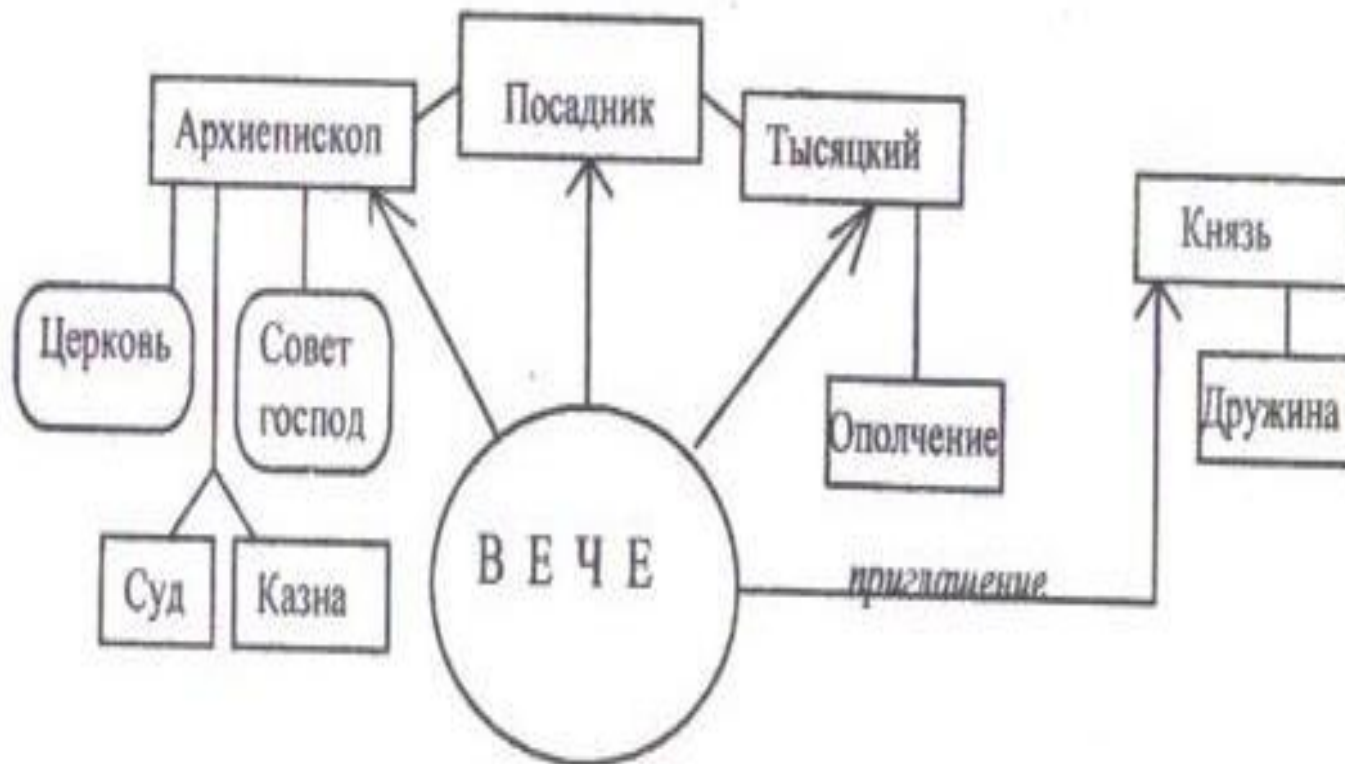 Посадник
Архиепископ
Тысяцкий
Князь
Церковь
Совет
господ
Ополчение
Дружина
Суд
Казна
В Е Ч Е
приглашение